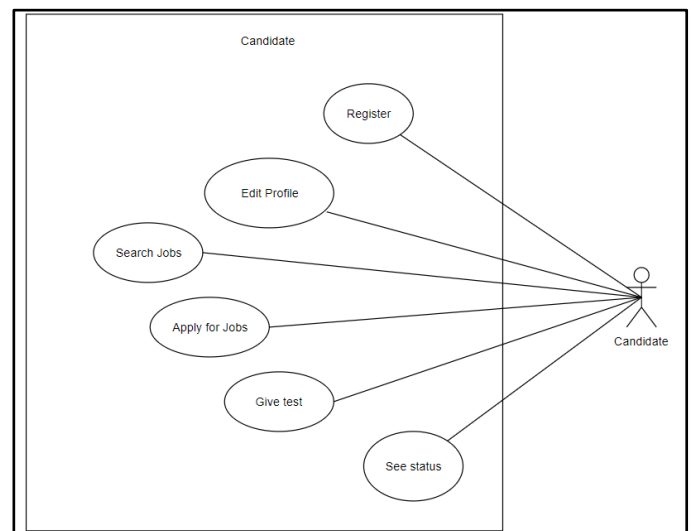 Candidate
Register
Edit Profile
Search Jobs
Apply for Jobs
Candidate
Give test
See status